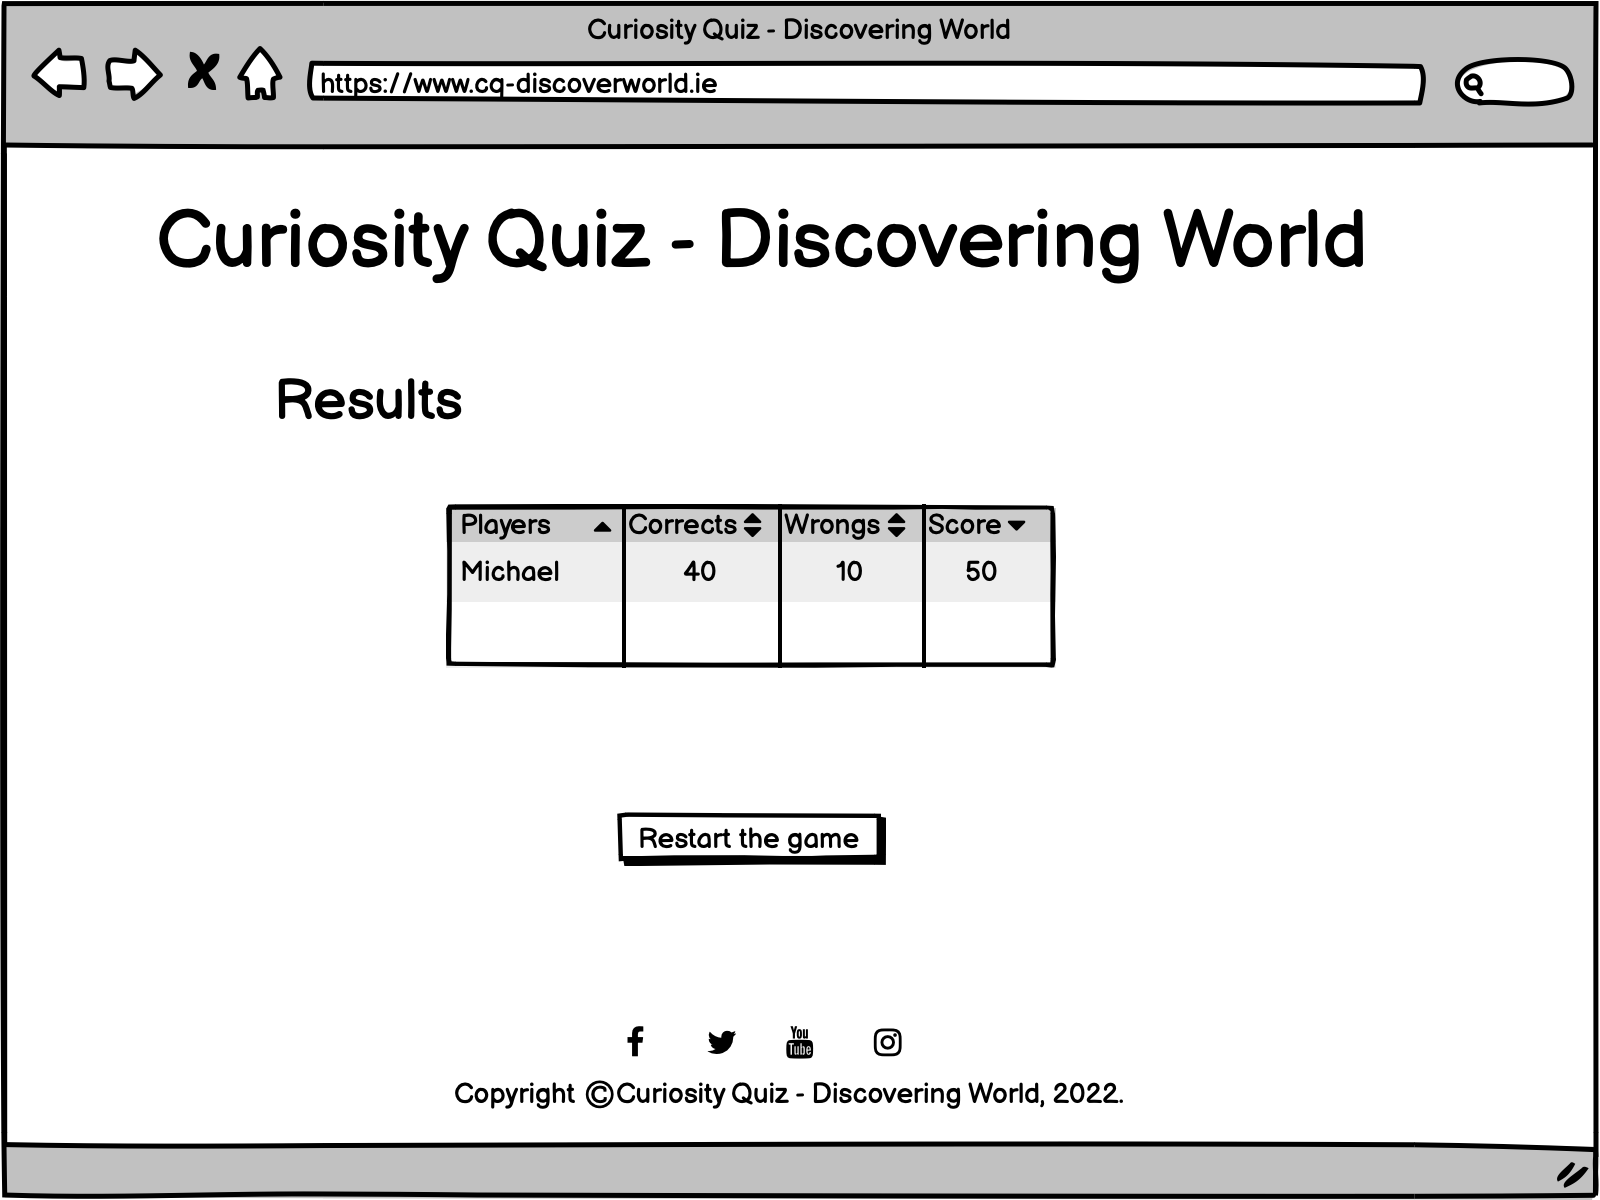 Curiosity Quiz - Discovering World
https://www.cq-discoverworld.ie
Curiosity Quiz - Discovering World
Results
Players Corrects Wrongs Score
Michael 40 10 50
Restart the game
You Tube
Copyright ©Curiosity Quiz - Discovering World, 2022.